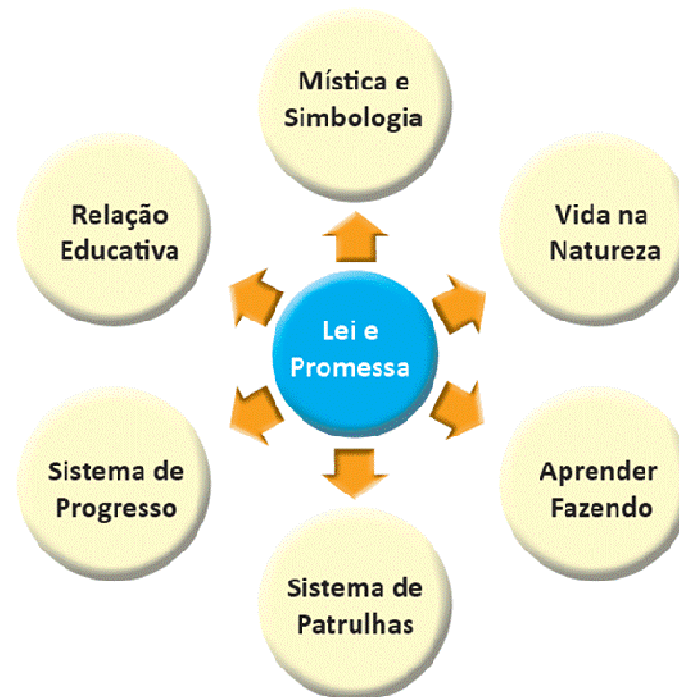 Mística e
Simbologia
Relação
Educativa
Vida na
Natureza
Lei e
Promessa
Sistema de
Progresso
Aprender
Fazendo
Sistema de
Patrulhas